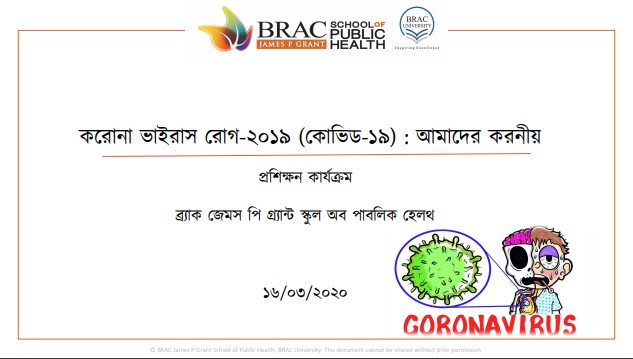 BRAC
JAMES P GRANT
SCHOOL OF
PUBLIC
HEALTH
BRAC
UNIVERSITY
Inspiring Excellence
করোনা ভাইরাস রোগ-২০১৯ (কোভিড-১৯) : আমাদের করনীয়
প্রশিক্ষন কার্যক্রম
ব্র্যাক জেমস পি গ্র্যান্ট স্কুল অব পাবলিক হেলথ
১৬/০৩/২০২০
CORONAVIRUS
© BRAC James P Grant School of Public Health, BRAC University. This document cannot be shared without prior permission.